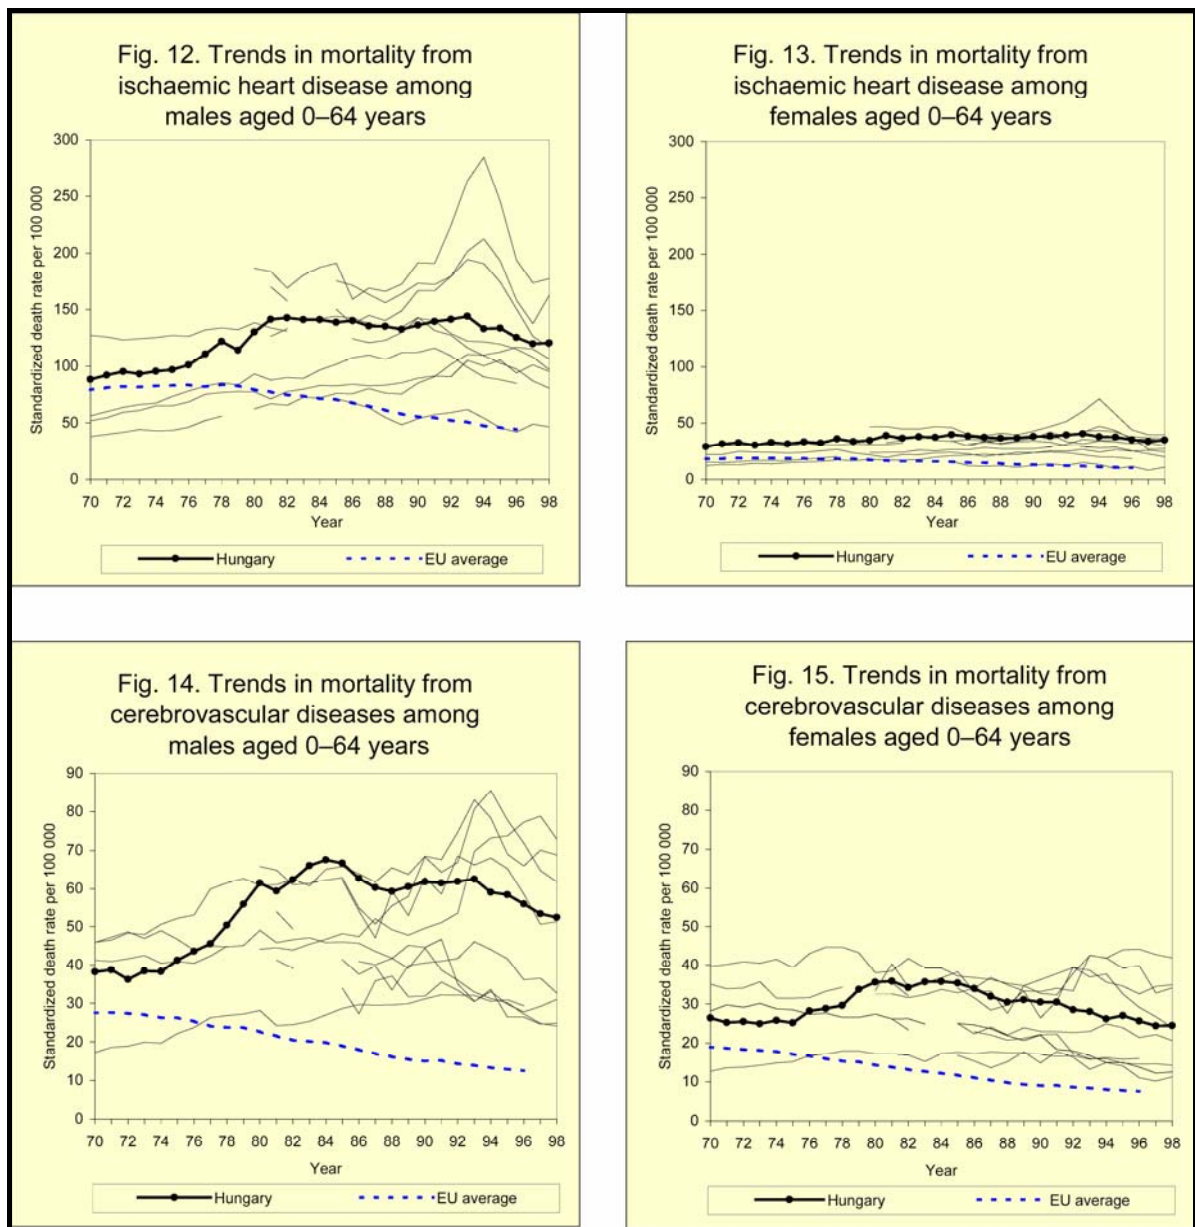 Fig. 12. Trends in mortality from
ischaemic heart disease among
males aged 0–64 years
300
250
200
150
100
50
0
Standardized death rate per 100 000
70 72 74 76 78 80 82 84 86 88 90 92 94 96 98
Year
Hungary EU average
Fig. 13. Trends in mortality from
ischaemic heart disease among
females aged 0–64 years
300
250
200
150
100
50
0
Standardized death rate per 100 000
70 72 74 76 78 80 82 84 86 88 90 92 94 96 98
Year
Hungary EU average
Fig. 14. Trends in mortality from
cerebrovascular diseases among
males aged 0–64 years
90
80
70
60
50
40
30
20
10
0
Standardized death rate per 100 000
70 72 74 76 78 80 82 84 86 88 90 92 94 96 98
Year
Hungary EU average
Fig. 15. Trends in mortality from
cerebrovascular diseases among
females aged 0–64 years
90
80
70
60
50
40
30
20
10
0
Standardized death rate per 100 000
70 72 74 76 78 80 82 84 86 88 90 92 94 96 98
Year
Hungary EU average